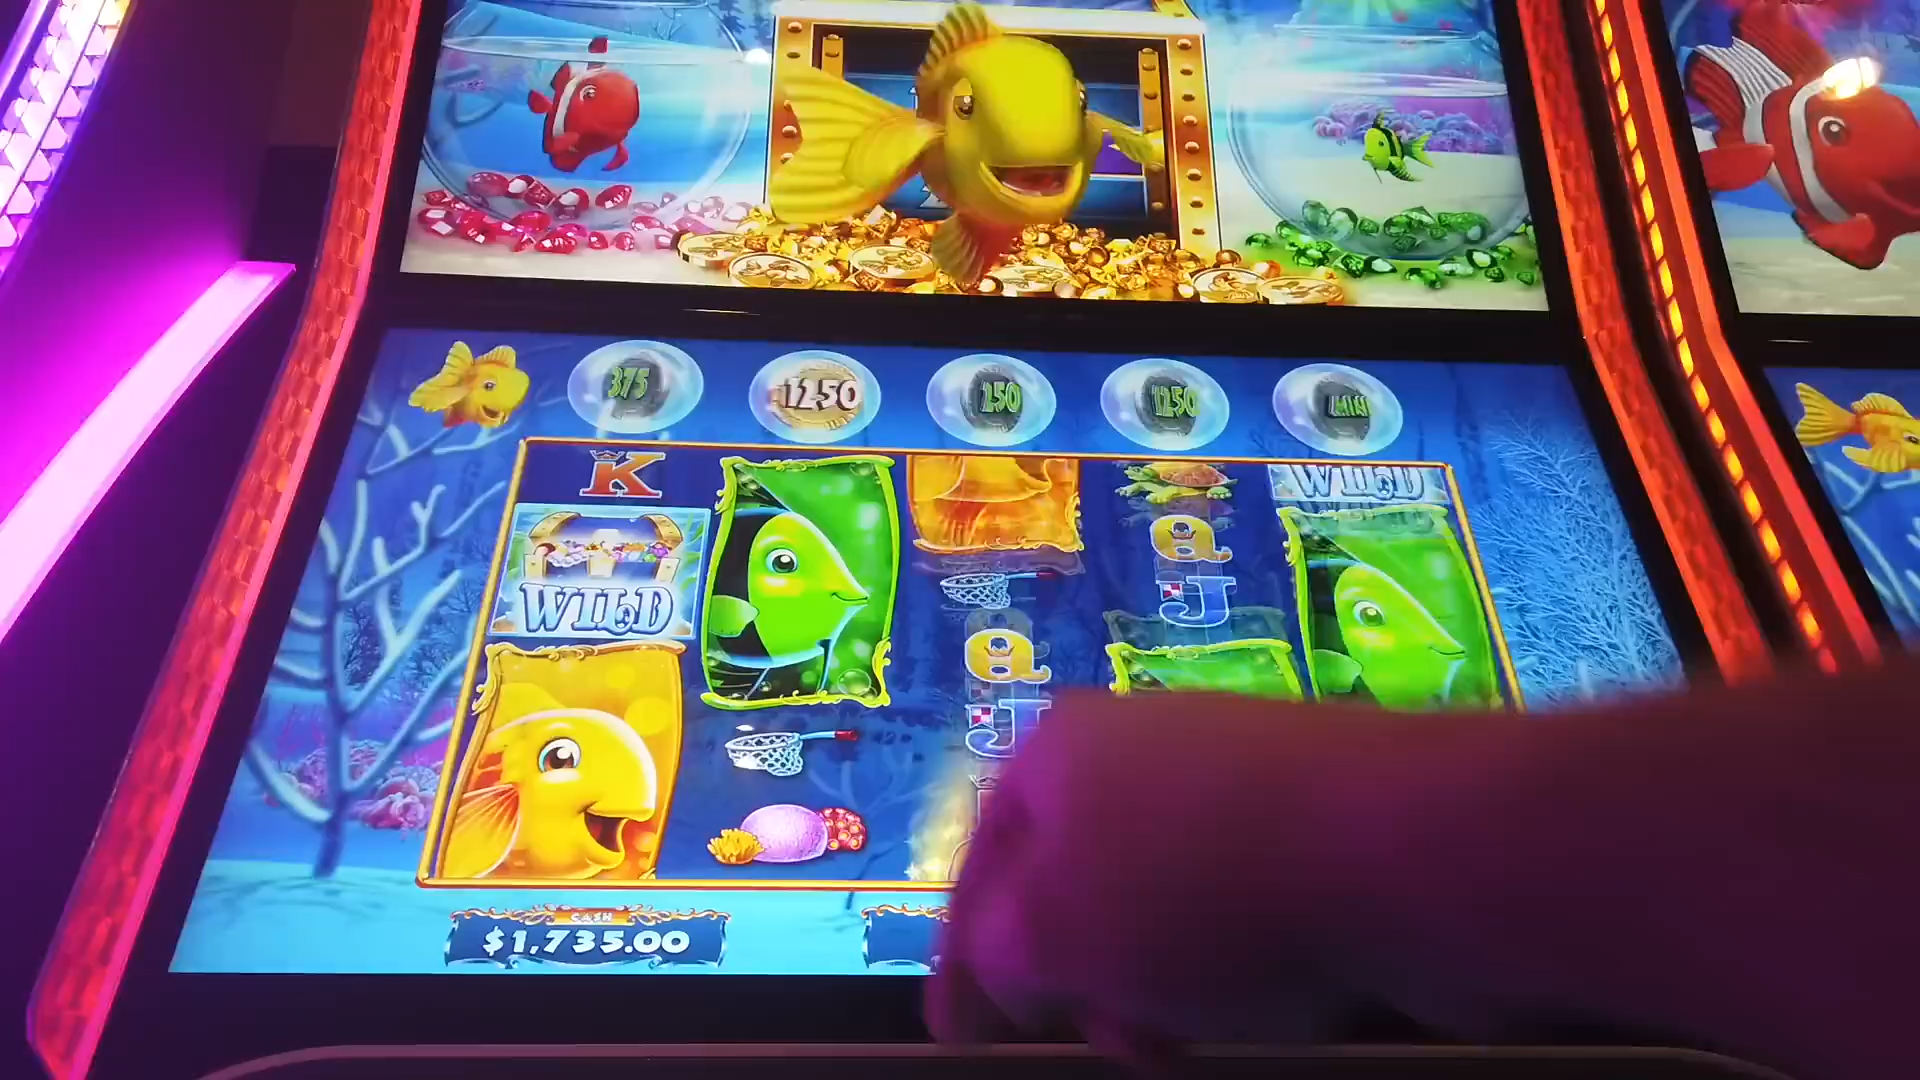 375 1250 250 1250 MINI
K WILD
WILD
Q
J
Q
J
CASH
$1,735.00